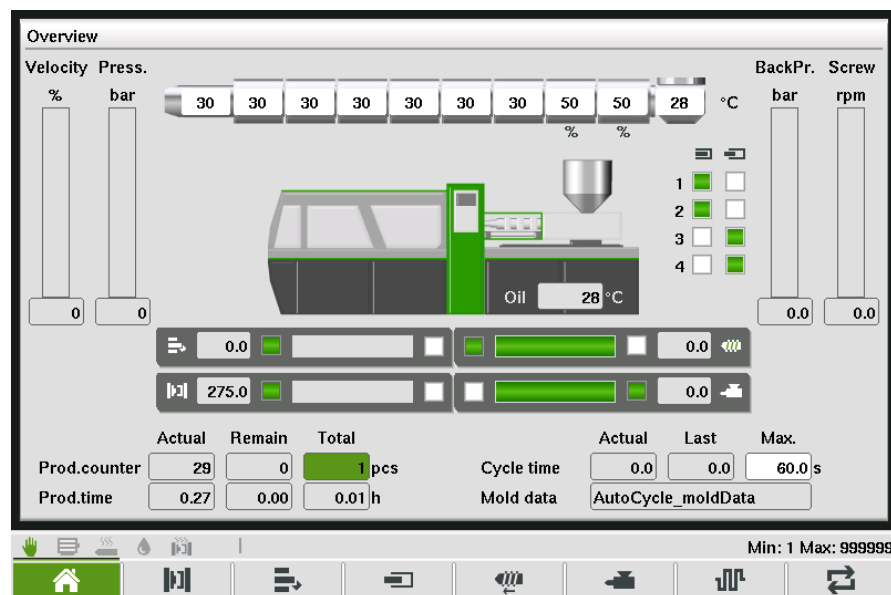 Overview
Velocity Press. BackPr. Screw
% bar bar rpm
30 30 30 30 30 30 50 50 28 °C
% %
1
2
3
4
Oil 28 °C
0 0 0.0 0.0
0.0 0.0
275.0 0.0
Actual Remain Total Actual Last Max.
Prod.counter 29 0 1 pcs Cycle time 0.0 0.0 60.0 s
Prod.time 0.27 0.00 0.01 h Mold data AutoCycle_moldData
Min: 1 Max: 999999